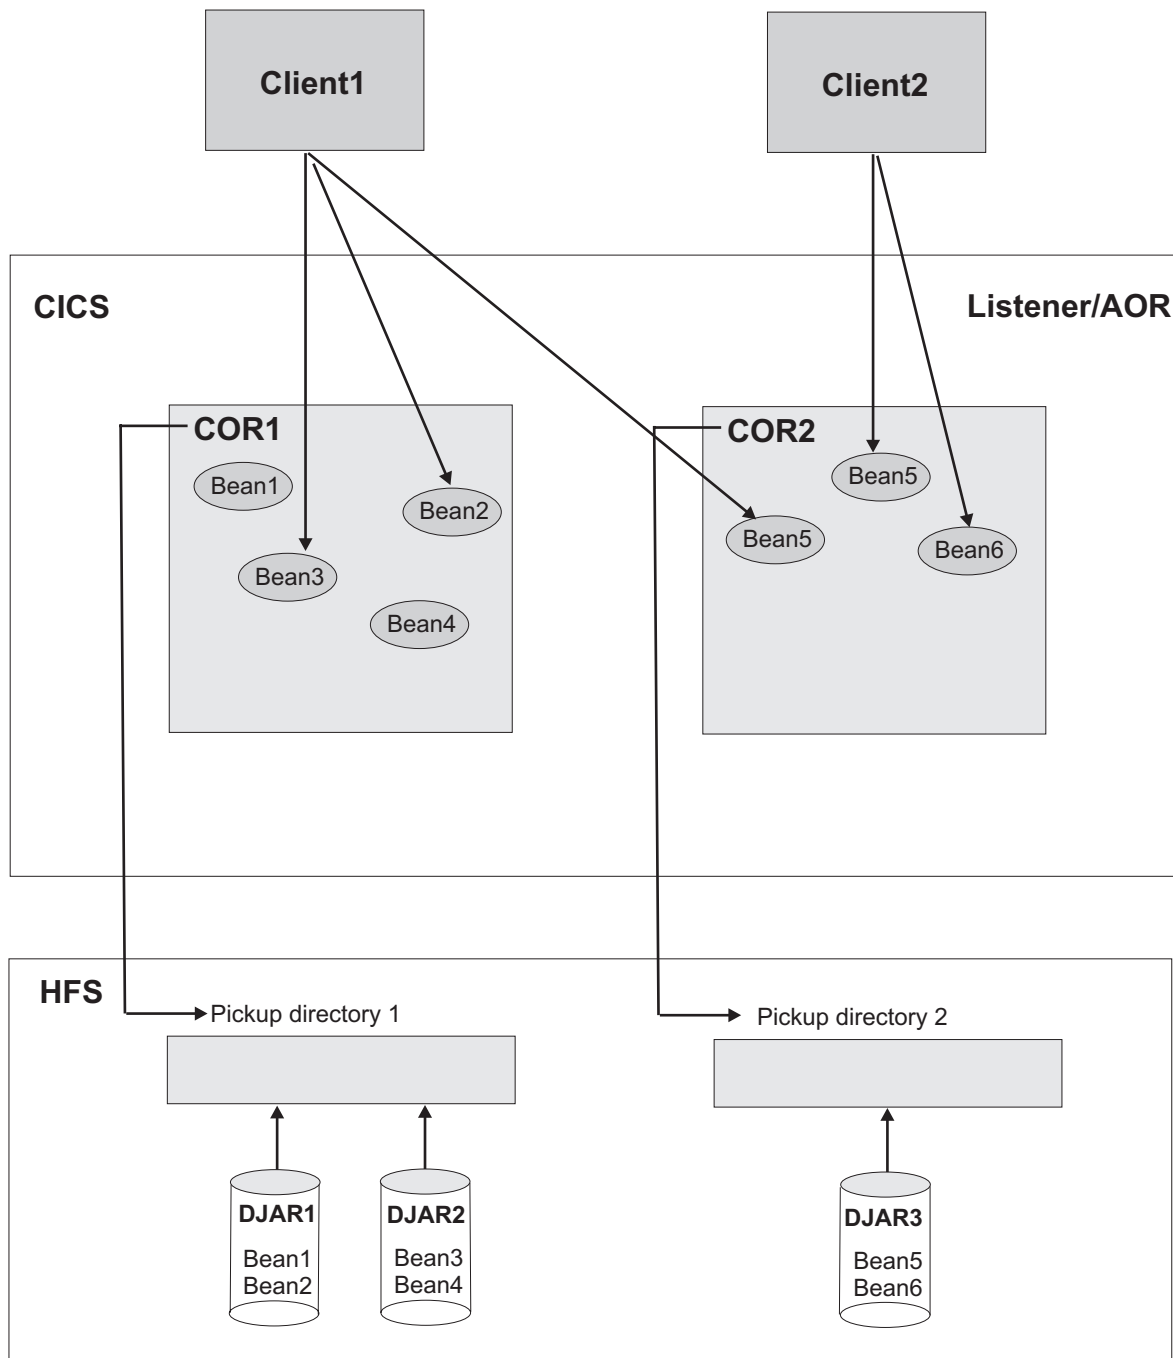 Client1
Client2
CICS
Listener/AOR
COR1
COR2
Bean1
Bean2
Bean3
Bean4
Bean5
Bean5
Bean6
HFS
Pickup directory 1
Pickup directory 2
DJAR1
Bean1
Bean2
DJAR2
Bean3
Bean4
DJAR3
Bean5
Bean6